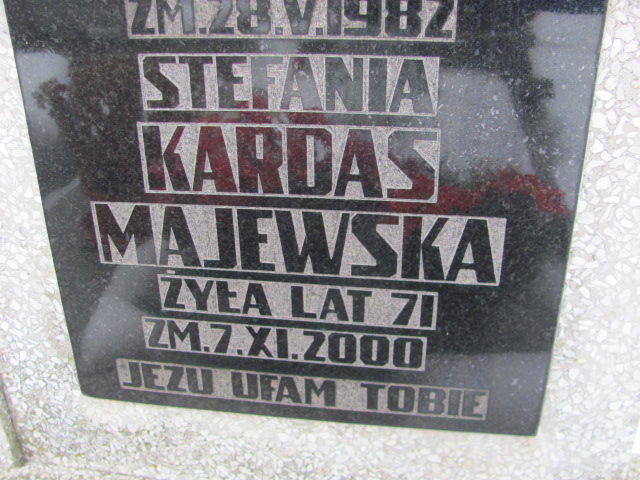 ZM.28.V.1982
STEFANIA
KARDAS
MAJEWSKA
ŻYŁA LAT 71
ZM.7.XI.2000
JEZU UFAM TOBIE